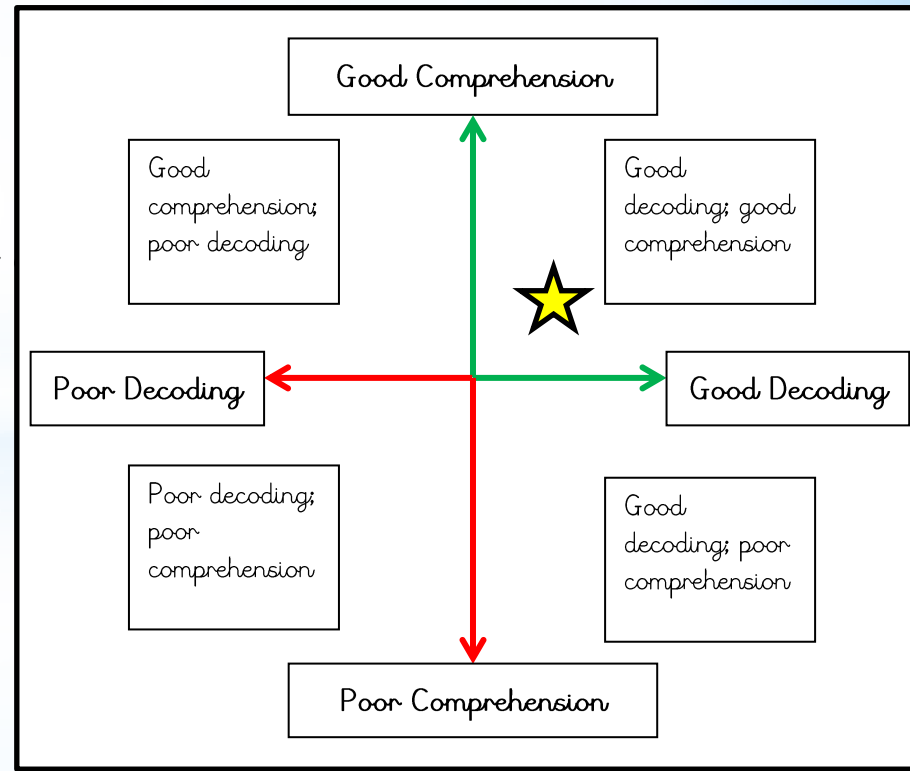 Good Comprehension
Good
comprehension;
poor decoding
Good
decoding; good
comprehension
Poor Decoding
Good Decoding
Poor decoding;
poor
comprehension
Good
decoding; poor
comprehension
Poor Comprehension